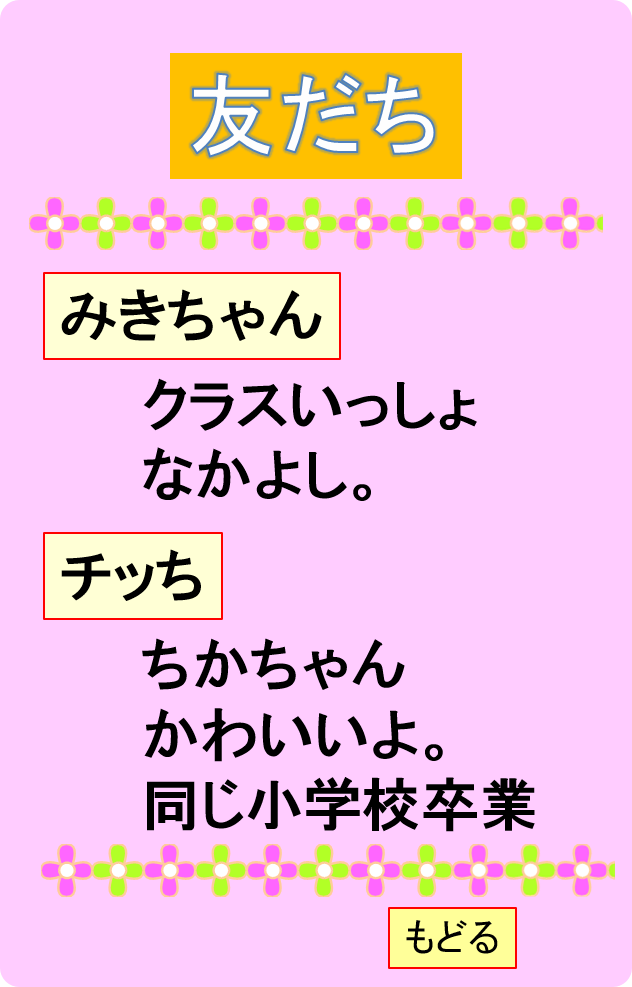 友だち
みきちゃん
クラスいっしょ
なかよし。
チッち
ちかちゃん
かわいいよ。
同じ小学校卒業
もどる